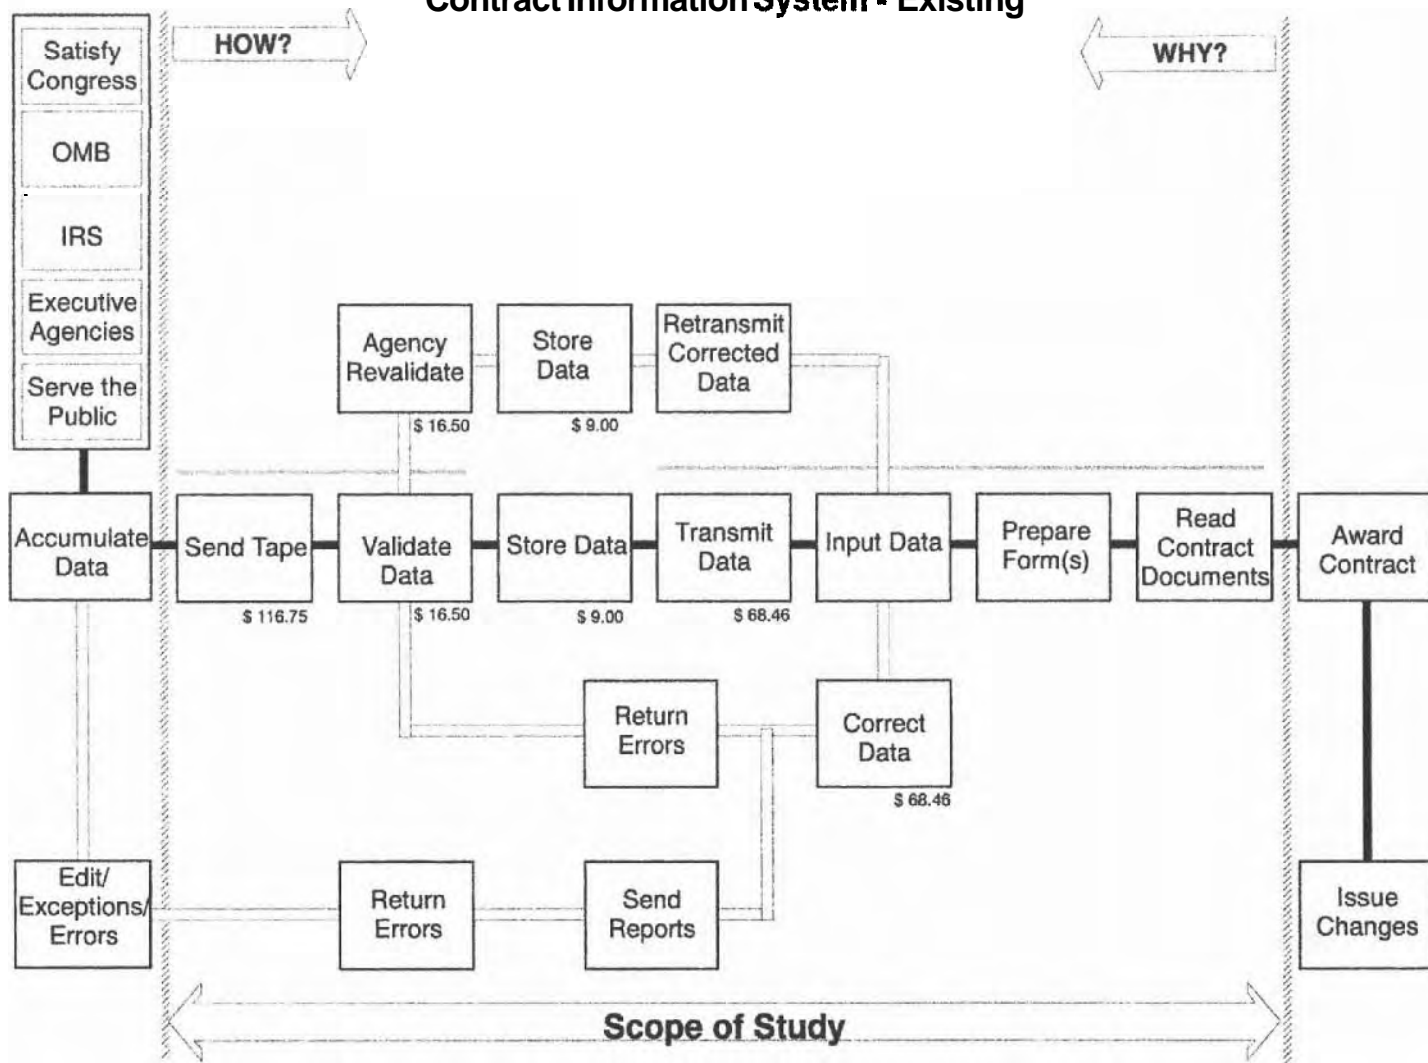 Contract Information System - Existing
Satisfy
Congress
HOW?
WHY?
OMB
IRS
Executive
Agencies
Serve the
Public
Agency
Revalidate
$ 16.50
Store
Data
$ 9.00
Retransmit
Corrected
Data
Accumulate
Data
Send Tape
$ 116.75
Validate
Data
$ 16.50
Store Data
$ 9.00
Transmit
Data
$ 68.46
Input Data
Prepare
Form(s)
Read
Contract
Documents
Award
Contract
Return
Errors
Correct
Data
$ 68.46
Edit/
Exceptions/
Errors
Return
Errors
Send
Reports
Issue
Changes
Scope of Study